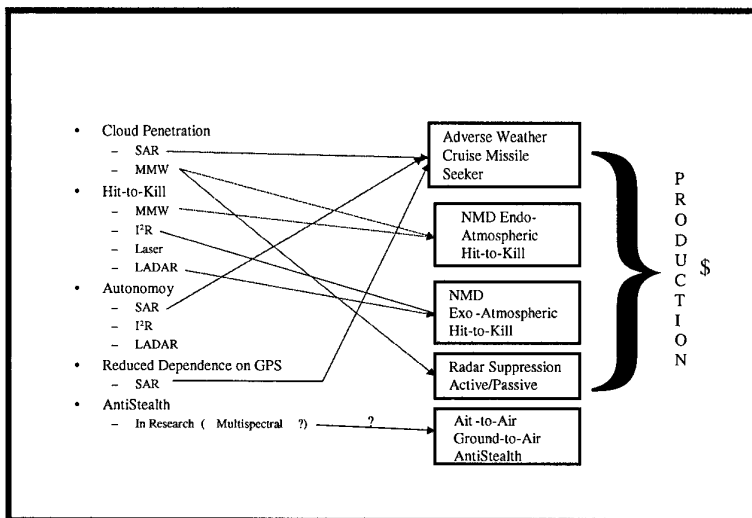 • Cloud Penetration
– SAR
– MMW
• Hit-to-Kill
– MMW
– I²R
– Laser
– LADAR
• Autonomoy
– SAR
– I²R
– LADAR
• Reduced Dependence on GPS
– SAR
• AntiStealth
– In Research ( Multispectral ?)
?
Adverse Weather
Cruise Missile
Seeker
NMD Endo-
Atmospheric
Hit-to-Kill
NMD
Exo -Atmospheric
Hit-to-Kill
Radar Suppression
Active/Passive
Ait -to-Air
Ground-to-Air
AntiStealth
PRODUCTION
$